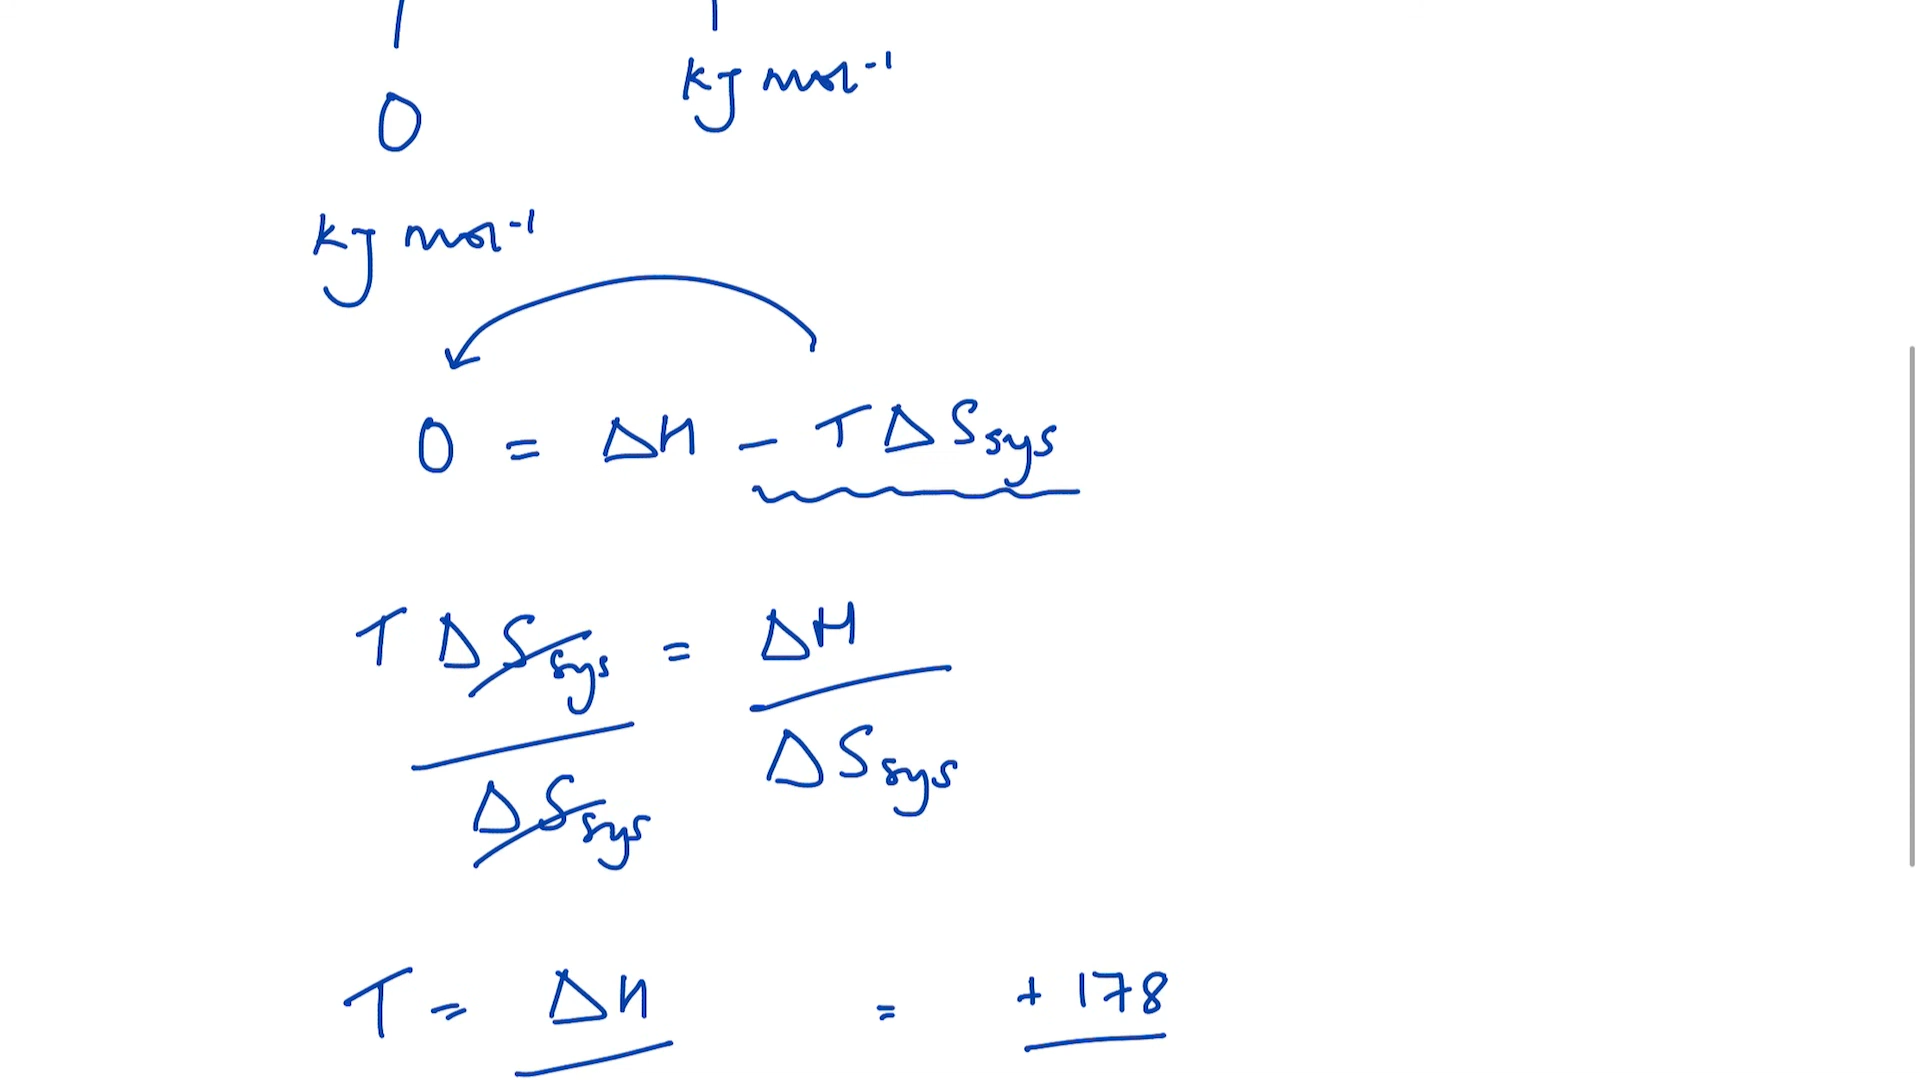 kJ mol⁻¹
0
kJ mol⁻¹
0 = ΔH - TΔSsys
TΔSsys = ΔH
ΔSsys ΔSsys
T = ΔH = + 178